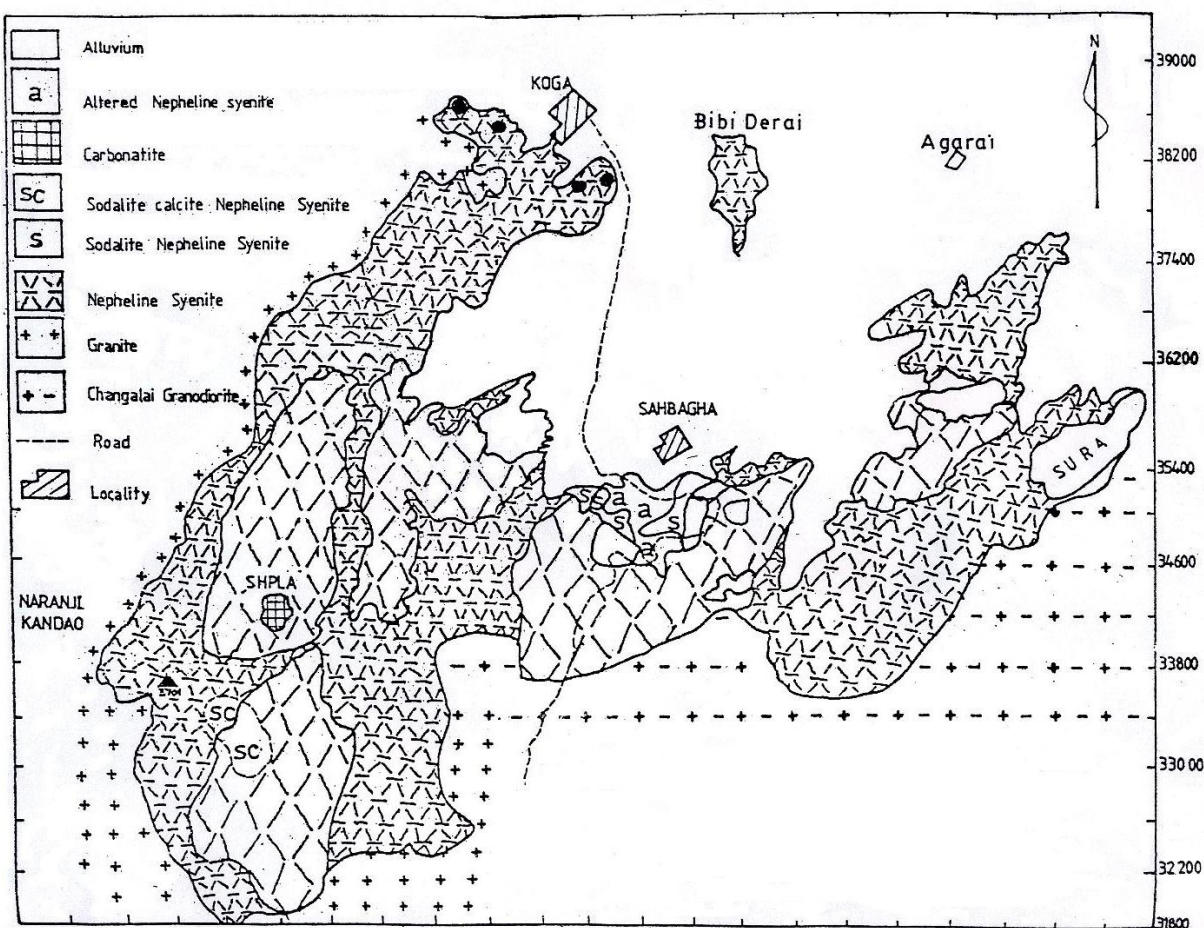 Alluvium
a
Altered Nepheline syenite
Carbonatite
SC
Sodalite calcite Nepheline Syenite
S
Sodalite Nepheline Syenite
Nepheline Syenite
Granite
Changalai Granodiorite
Road
Locality
KOGA
Bibi Derai
Agarai
N
39000
38200
37400
36200
35400
34600
33800
33000
32200
31800
SAHBAGHA
SURA
a
S
S
a
SHPLA
NARANJI
KANDAO
SC
SC